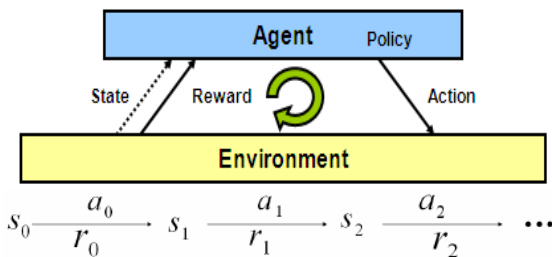 Agent Policy
State Reward Action
Environment
s₀ a₀ r₀ s₁ a₁ r₁ s₂ a₂ r₂ •••